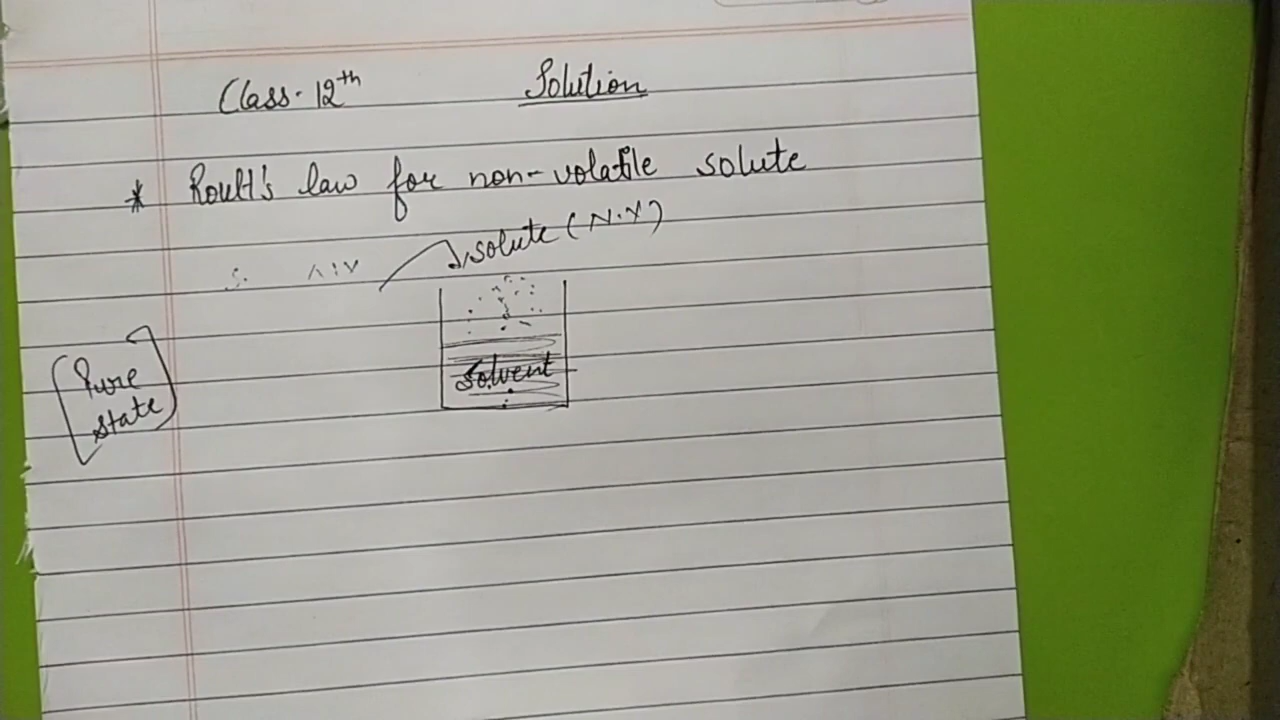 Class. 12th Solution
* Roult's law for non-volatile solute
solute (N.V)
Solvent
Pure
state